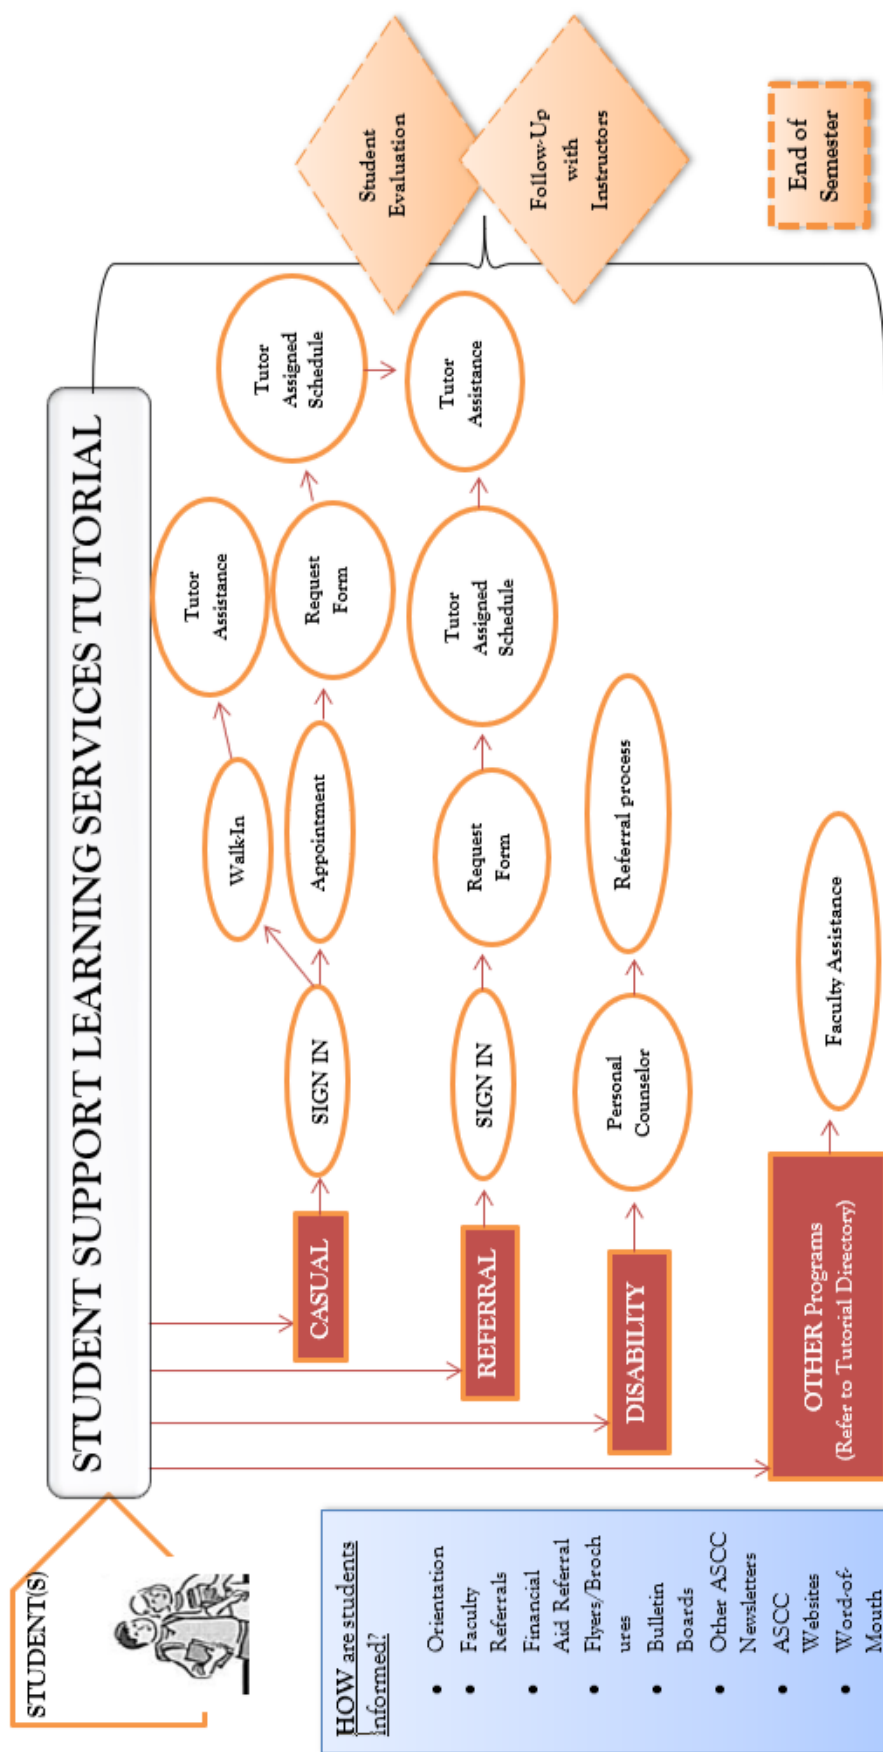 STUDENT(S)
STUDENT SUPPORT LEARNING SERVICES TUTORIAL
HOW are students
informed?
• Orientation
• Faculty
Referrals
• Financial
Aid Referral
• Flyers/Broch
ures
• Bulletin
Boards
• Other ASCC
Newsletters
• ASCC
Websites
• Word-of-
Mouth
CASUAL
SIGN IN
Walk-In
Tutor
Assistance
Appointment
Request
Form
Tutor
Assigned
Schedule
REFERRAL
SIGN IN
Request
Form
Tutor
Assigned
Schedule
Tutor
Assistance
DISABILITY
Personal
Counselor
Referral process
OTHER Programs
(Refer to Tutorial Directory)
Faculty Assistance
Student
Evaluation
Follow-Up
with
Instructors
End of
Semester